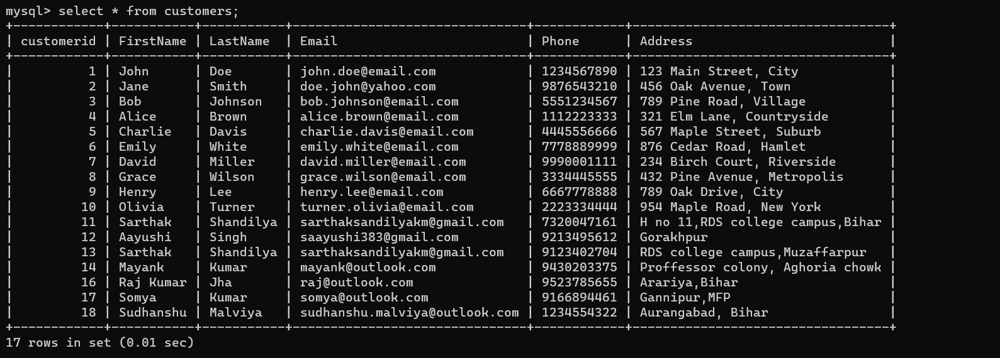 mysql> select * from customers;
+------------+-----------+-----------+-------------------------------+------------+----------------------------------+
| customerid | FirstName | LastName  | Email                         | Phone      | Address                          |
+------------+-----------+-----------+-------------------------------+------------+----------------------------------+
|          1 | John      | Doe       | john.doe@email.com            | 1234567890 | 123 Main Street, City            |
|          2 | Jane      | Smith     | doe.john@yahoo.com            | 9876543210 | 456 Oak Avenue, Town             |
|          3 | Bob       | Johnson   | bob.johnson@email.com         | 5551234567 | 789 Pine Road, Village           |
|          4 | Alice     | Brown     | alice.brown@email.com         | 1112223333 | 321 Elm Lane, Countryside        |
|          5 | Charlie   | Davis     | charlie.davis@email.com       | 4445556666 | 567 Maple Street, Suburb         |
|          6 | Emily     | White     | emily.white@email.com         | 7778889999 | 876 Cedar Road, Hamlet           |
|          7 | David     | Miller    | david.miller@email.com        | 9990001111 | 234 Birch Court, Riverside       |
|          8 | Grace     | Wilson    | grace.wilson@email.com        | 3334445555 | 432 Pine Avenue, Metropolis      |
|          9 | Henry     | Lee       | henry.lee@email.com           | 6667778888 | 789 Oak Drive, City              |
|         10 | Olivia    | Turner    | turner.olivia@email.com       | 2223334444 | 954 Maple Road, New York         |
|         11 | Sarthak   | Shandilya | sarthaksandilyakm@gmail.com   | 7320047161 | H no 11,RDS college campus,Bihar |
|         12 | Aayushi   | Singh     | saayushi383@gmail.com         | 9213495612 | Gorakhpur                        |
|         13 | Sarthak   | Shandilya | sarthaksandilyakm@gmail.com   | 9123402704 | RDS college campus,Muzaffarpur   |
|         14 | Mayank    | Kumar     | mayank@outlook.com            | 9430203375 | Proffessor colony, Aghoria chowk |
|         16 | Raj Kumar | Jha       | raj@outlook.com               | 9523785655 | Arariya,Bihar                    |
|         17 | Somya     | Kumar     | somya@outlook.com             | 9166894461 | Gannipur,MFP                     |
|         18 | Sudhanshu | Malviya   | sudhanshu.malviya@outlook.com | 1234554322 | Aurangabad, Bihar                |
+------------+-----------+-----------+-------------------------------+------------+----------------------------------+
17 rows in set (0.01 sec)